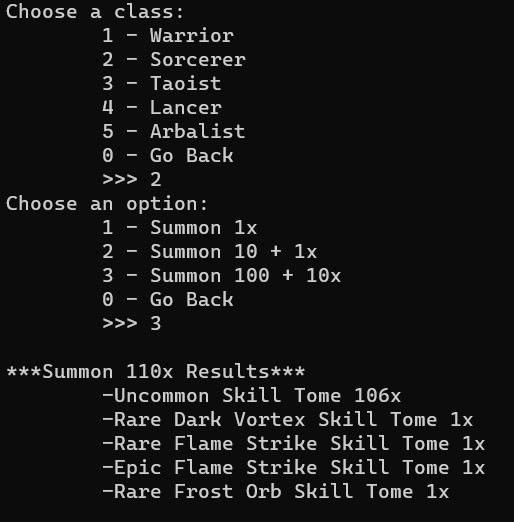 Choose a class:
1 - Warrior
2 - Sorcerer
3 - Taoist
4 - Lancer
5 - Arbalist
0 - Go Back
>>> 2
Choose an option:
1 - Summon 1x
2 - Summon 10 + 1x
3 - Summon 100 + 10x
0 - Go Back
>>> 3
***Summon 110x Results***
-Uncommon Skill Tome 106x
-Rare Dark Vortex Skill Tome 1x
-Rare Flame Strike Skill Tome 1x
-Epic Flame Strike Skill Tome 1x
-Rare Frost Orb Skill Tome 1x